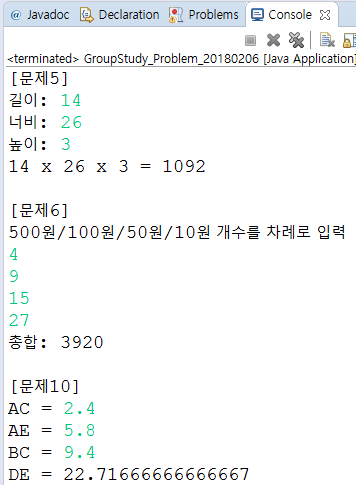 Javadoc Declaration Problems Console
<terminated> GroupStudy_Problem_20180206 [Java Application]
[문제5]
길이: 14
너비: 26
높이: 3
14 x 26 x 3 = 1092
[문제6]
500원/100원/50원/10원 개수를 차례로 입력
4
9
15
27
총합: 3920
[문제10]
AC = 2.4
AE = 5.8
BC = 9.4
DE = 22.71666666666667